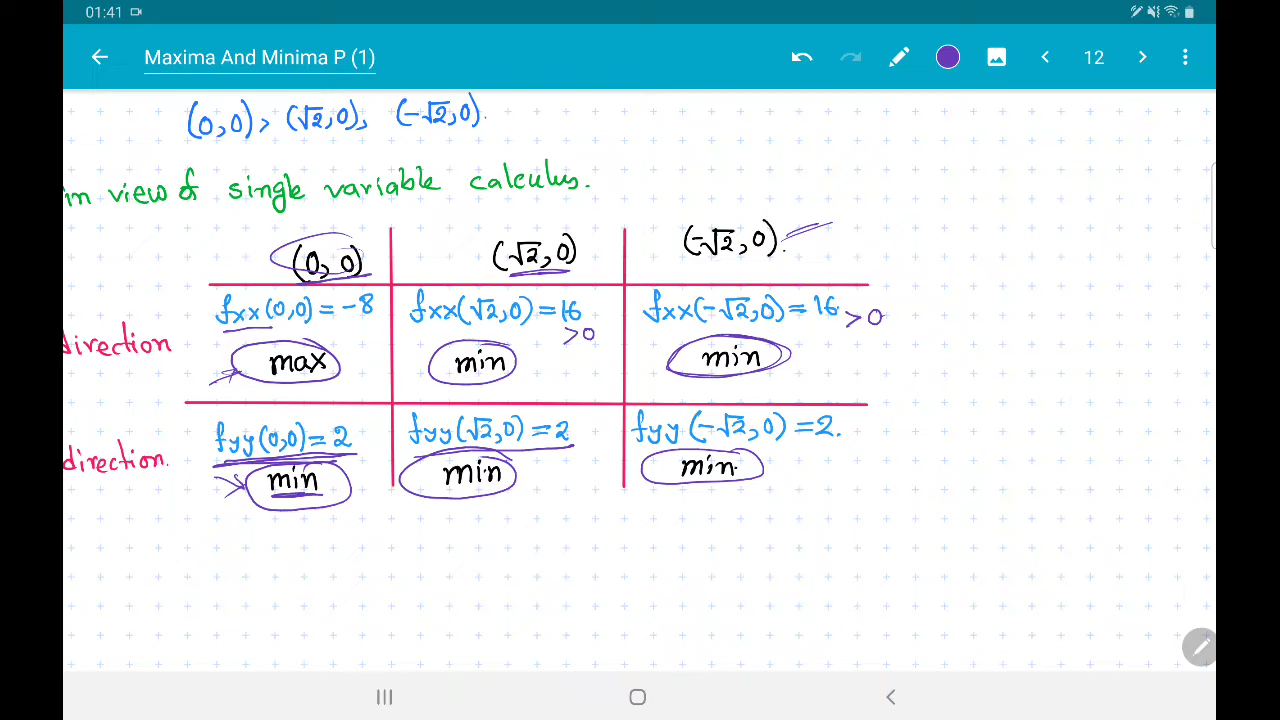 01:41
Maxima And Minima P (1)
12
(0,0), (√2,0), (-√2,0).
in view of single variable calculus.
(0,0) (√2,0) (-√2,0).
fxx(0,0)=-8 fxx(√2,0)=16 >0 fxx(-√2,0)=16 >0
direction max min min
fyy(0,0)=2 fyy(√2,0)=2 fyy(-√2,0)=2.
direction. min min min.